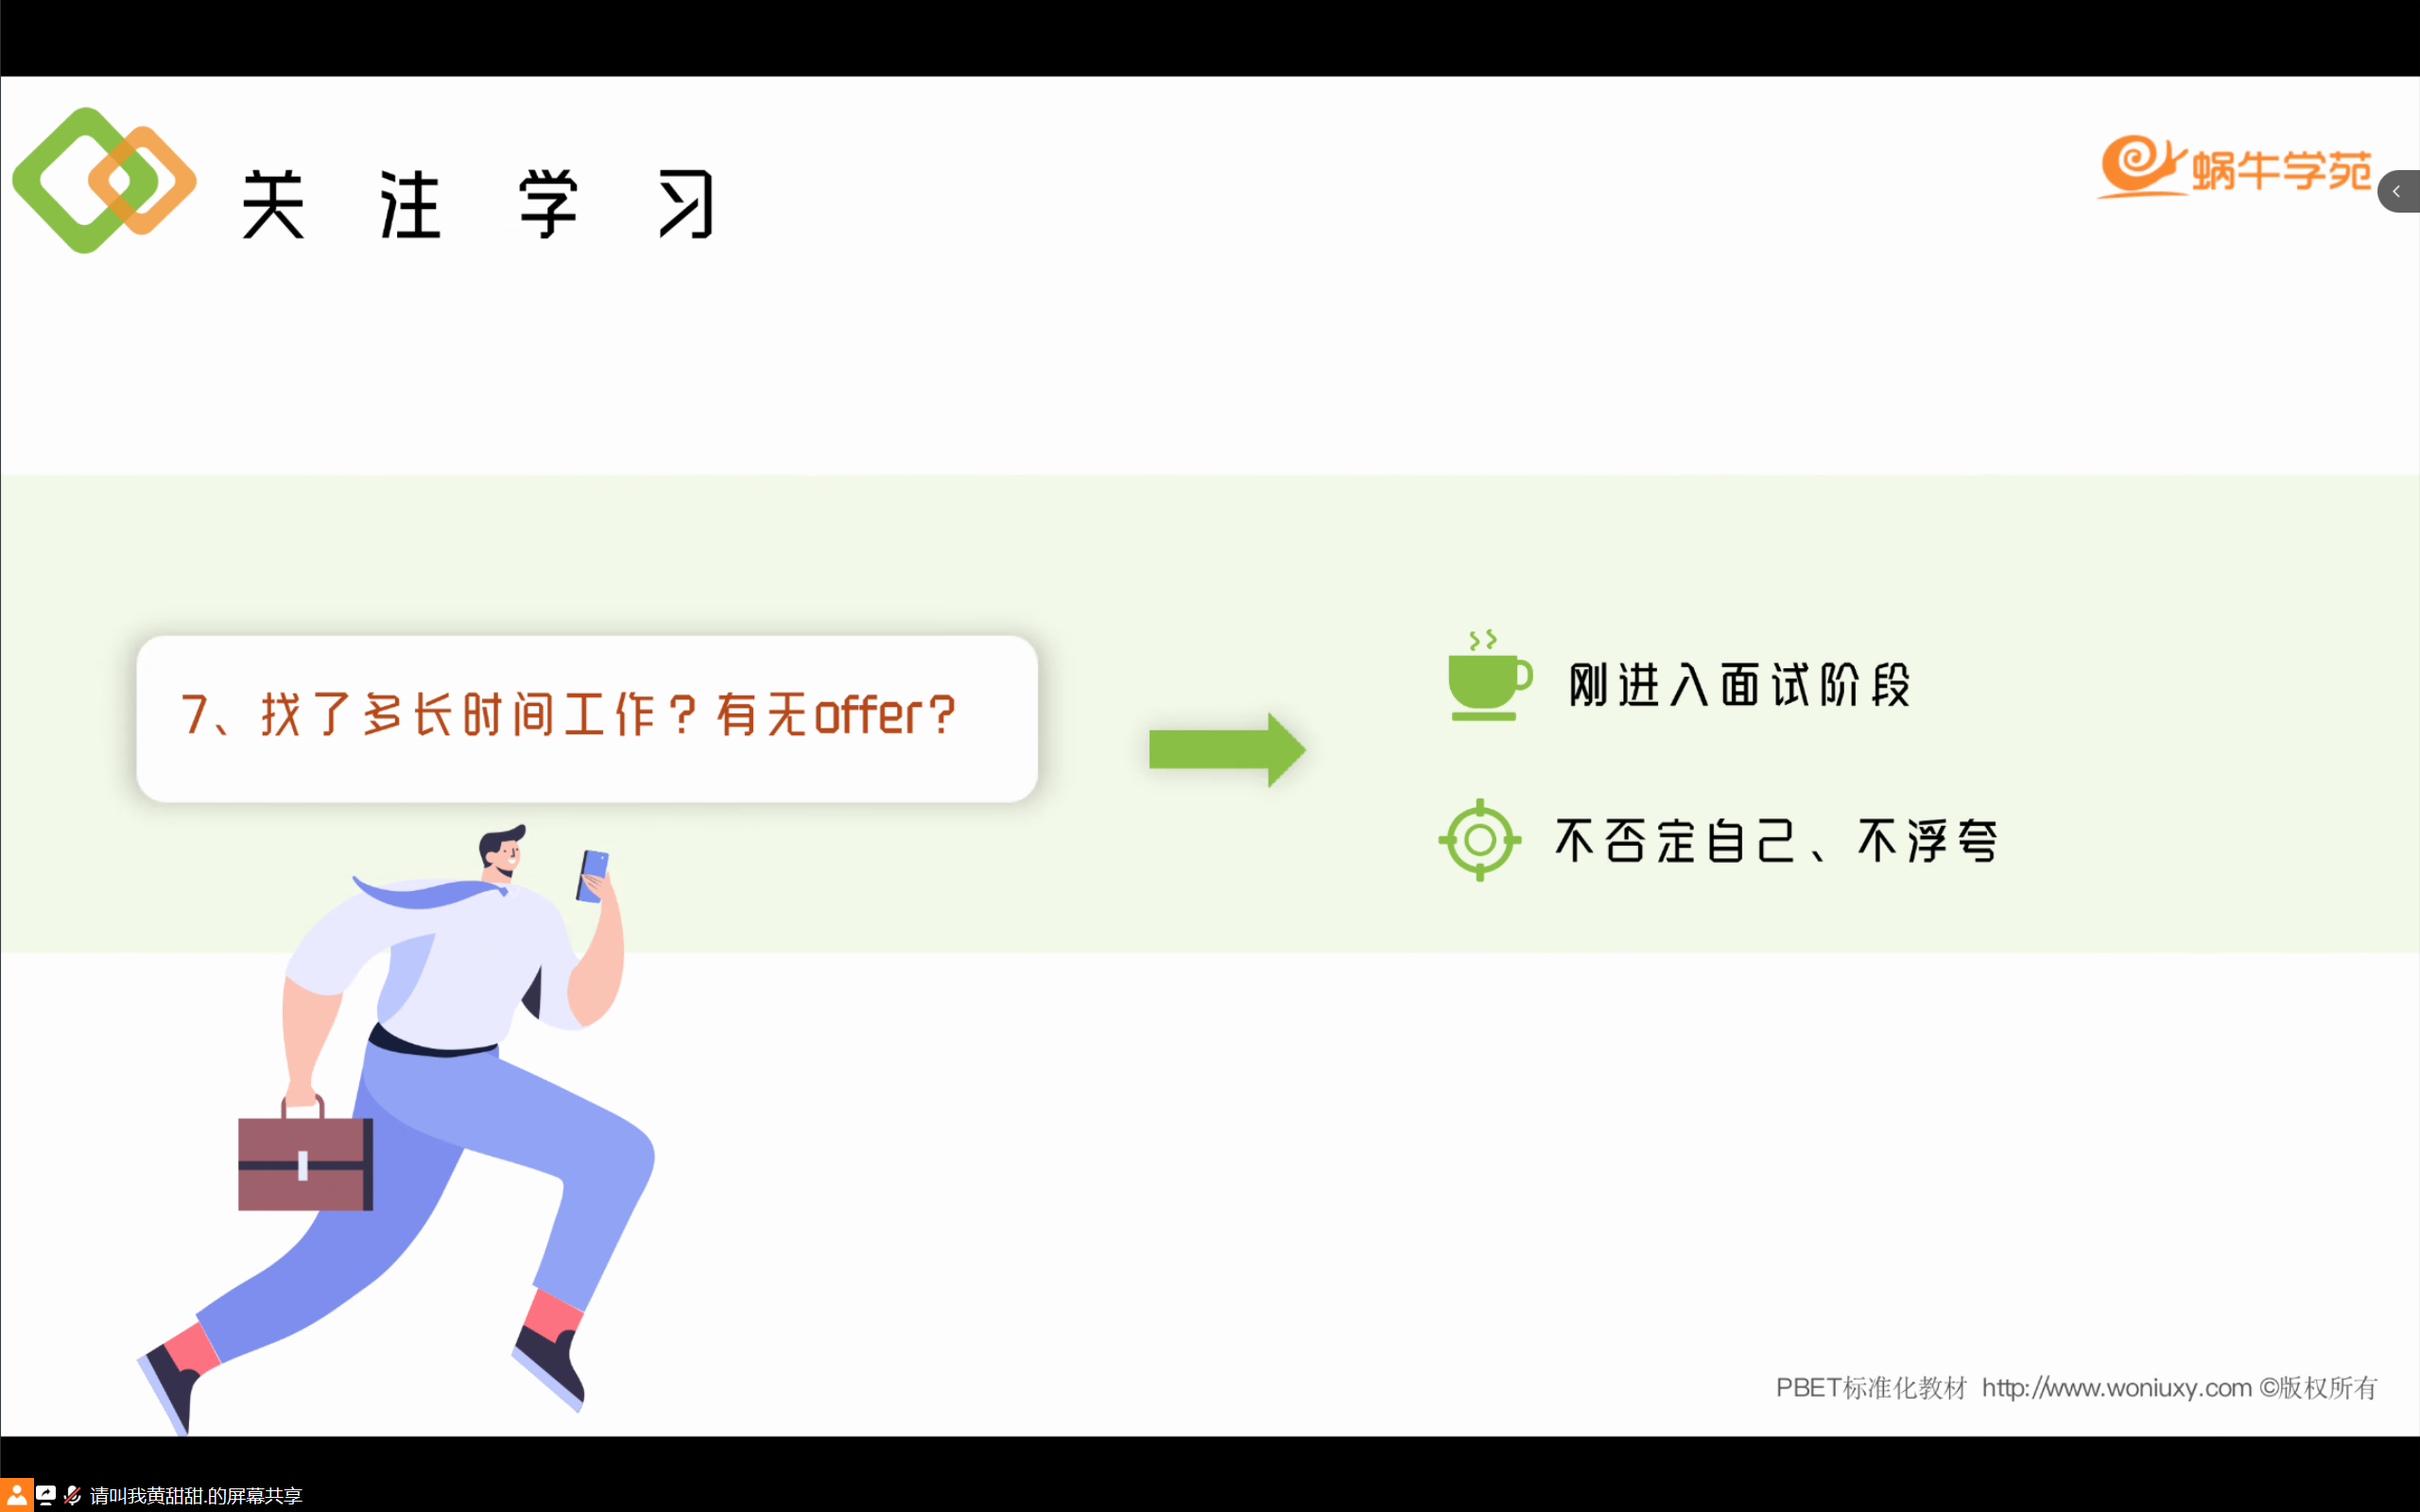 关注学习
蜗牛学苑
7、找了多长时间工作？有无offer？
刚进入面试阶段
不否定自己、不浮夸
PBET标准化教材 http://www.woniuxy.com ©版权所有
请叫我黄甜甜.的屏幕共享